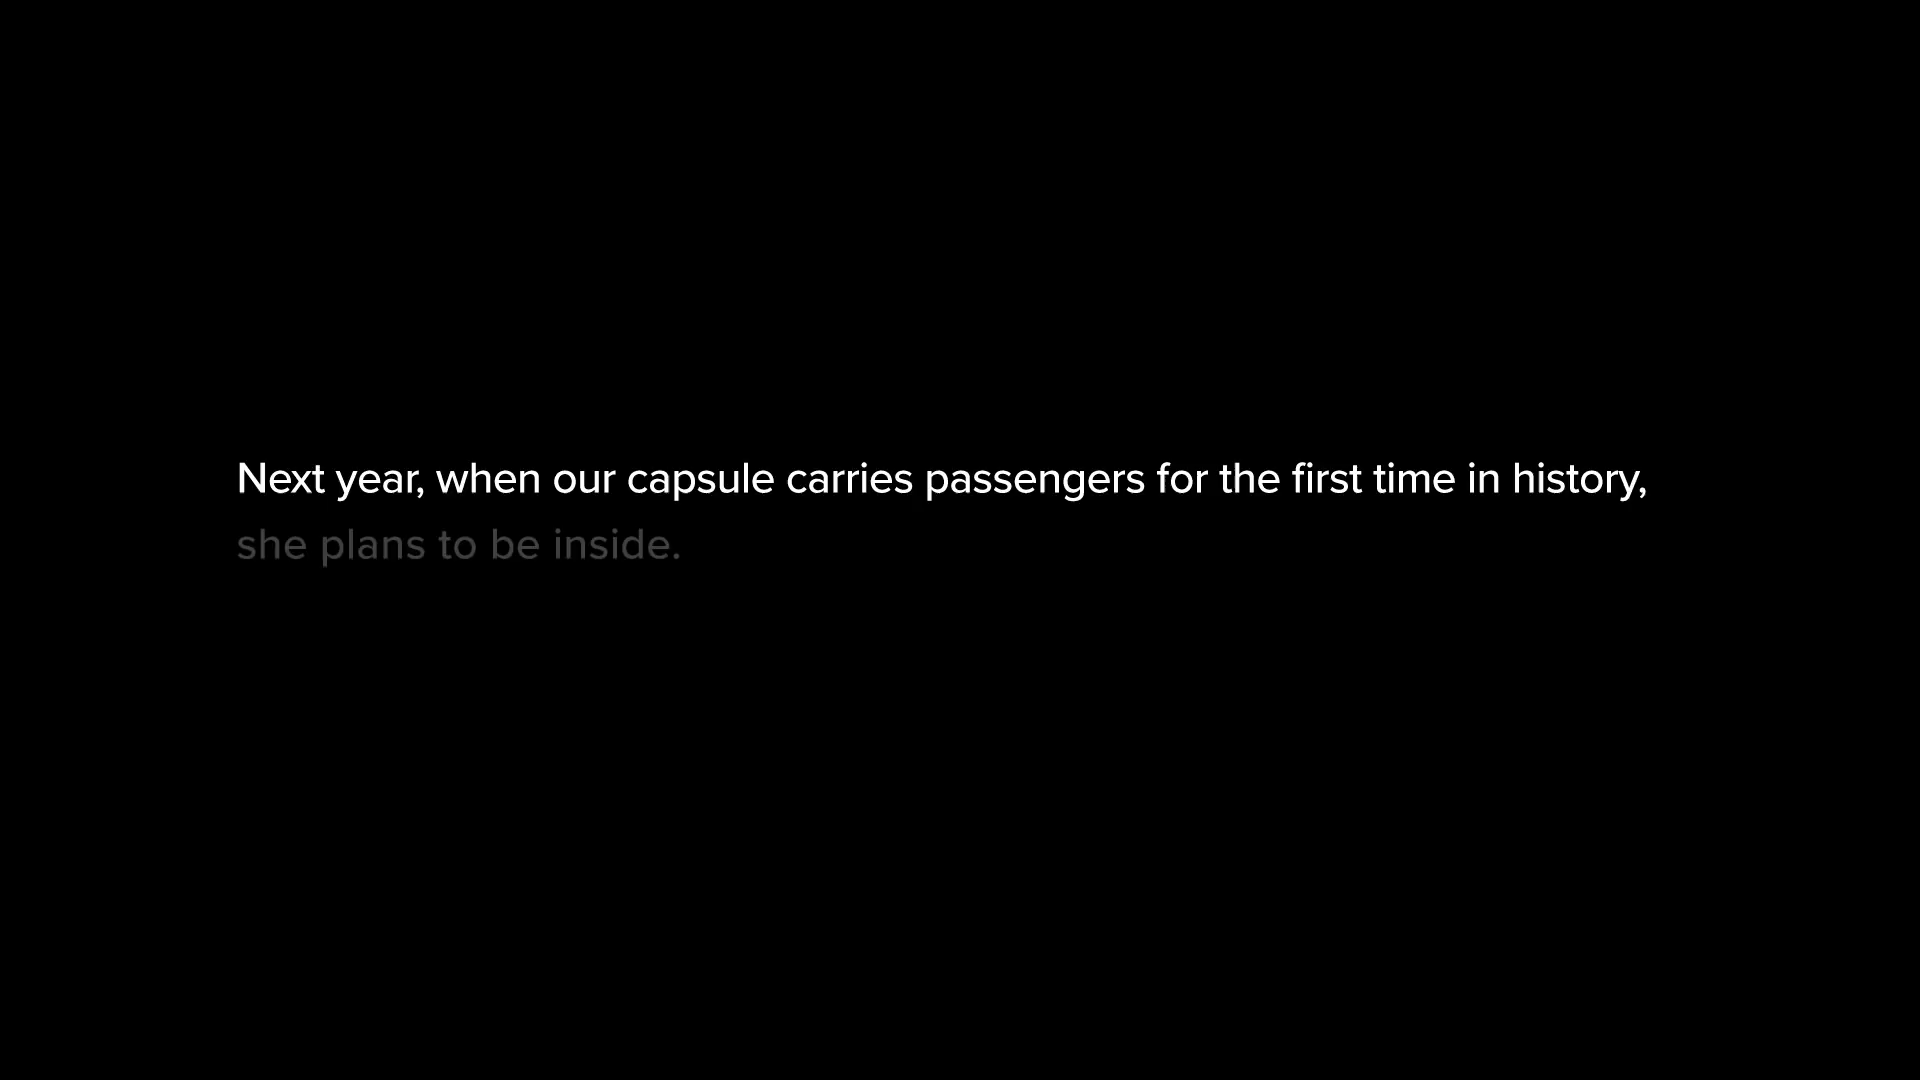 Next year, when our capsule carries passengers for the first time in history,
she plans to be inside.